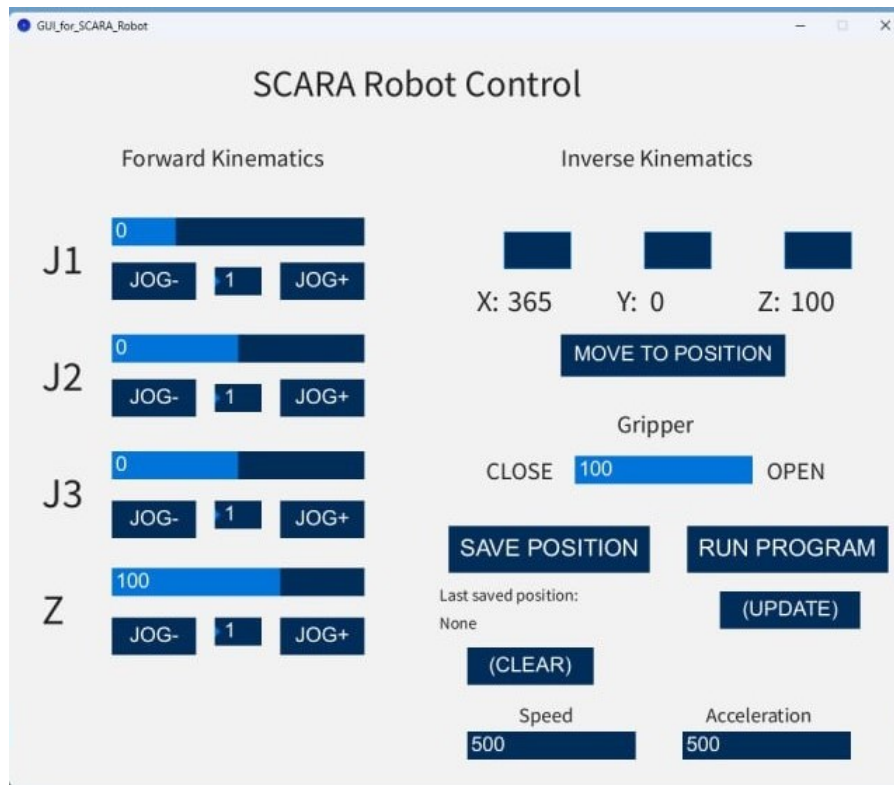 GUI_for_SCARA_Robot
SCARA Robot Control
Forward Kinematics
J1
0
JOG-
1
JOG+
J2
0
JOG-
1
JOG+
J3
0
JOG-
1
JOG+
Z
100
JOG-
1
JOG+
Inverse Kinematics
X: 365 Y: 0 Z: 100
MOVE TO POSITION
Gripper
CLOSE 100 OPEN
SAVE POSITION
RUN PROGRAM
Last saved position:
None
(UPDATE)
(CLEAR)
Speed
500
Acceleration
500